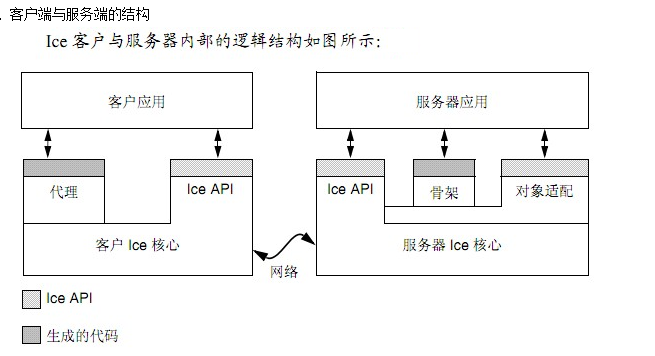 . 客户端与服务端的结构
Ice 客户与服务器内部的逻辑结构如图所示：
客户应用
服务器应用
代理
Ice API
Ice API
骨架
对象适配
客户 Ice 核心
服务器 Ice 核心
网络
Ice API
生成的代码